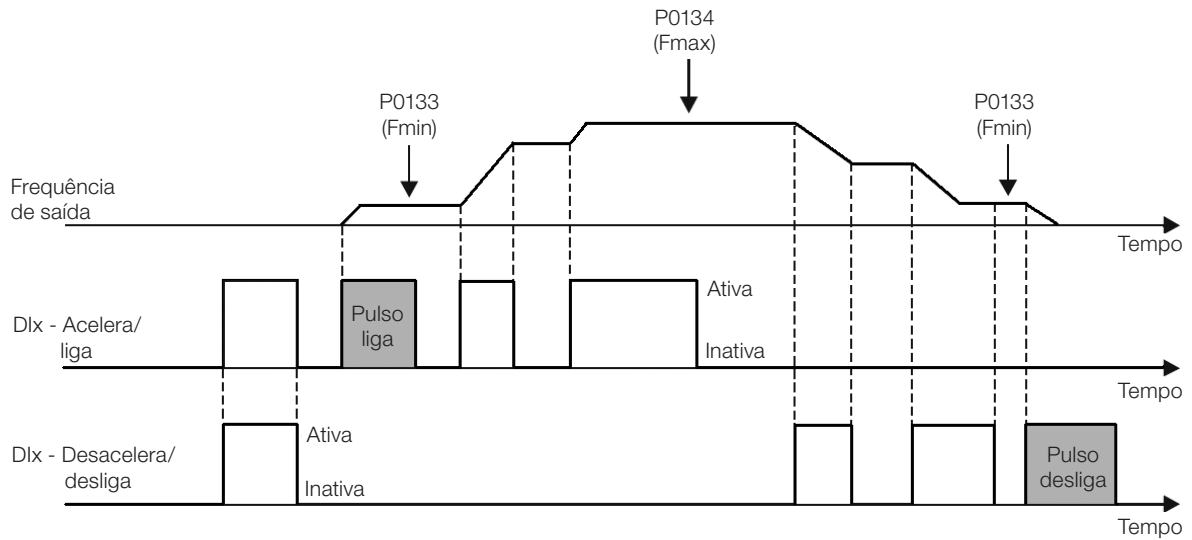 P0134
(Fmax)
P0133
(Fmin)
P0133
(Fmin)
Frequência
de saída
Tempo
DIx - Acelera/
liga
Pulso
liga
Ativa
Inativa
Tempo
DIx - Desacelera/
desliga
Ativa
Inativa
Pulso
desliga
Tempo